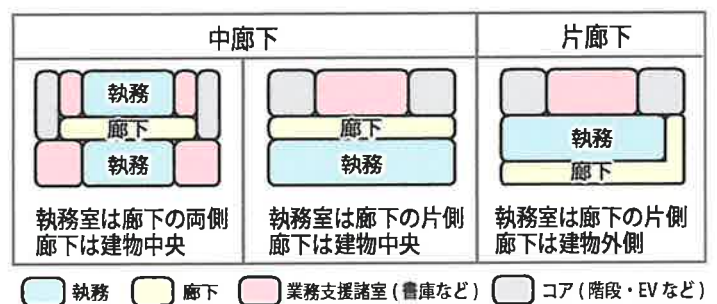 中廊下
片廊下
執務
廊下
執務
執務室は廊下の両側
廊下は建物中央
廊下
執務
執務室は廊下の片側
廊下は建物中央
執務
廊下
執務室は廊下の片側
廊下は建物外側
執務 廊下 業務支援諸室(書庫など) コア(階段・EVなど)